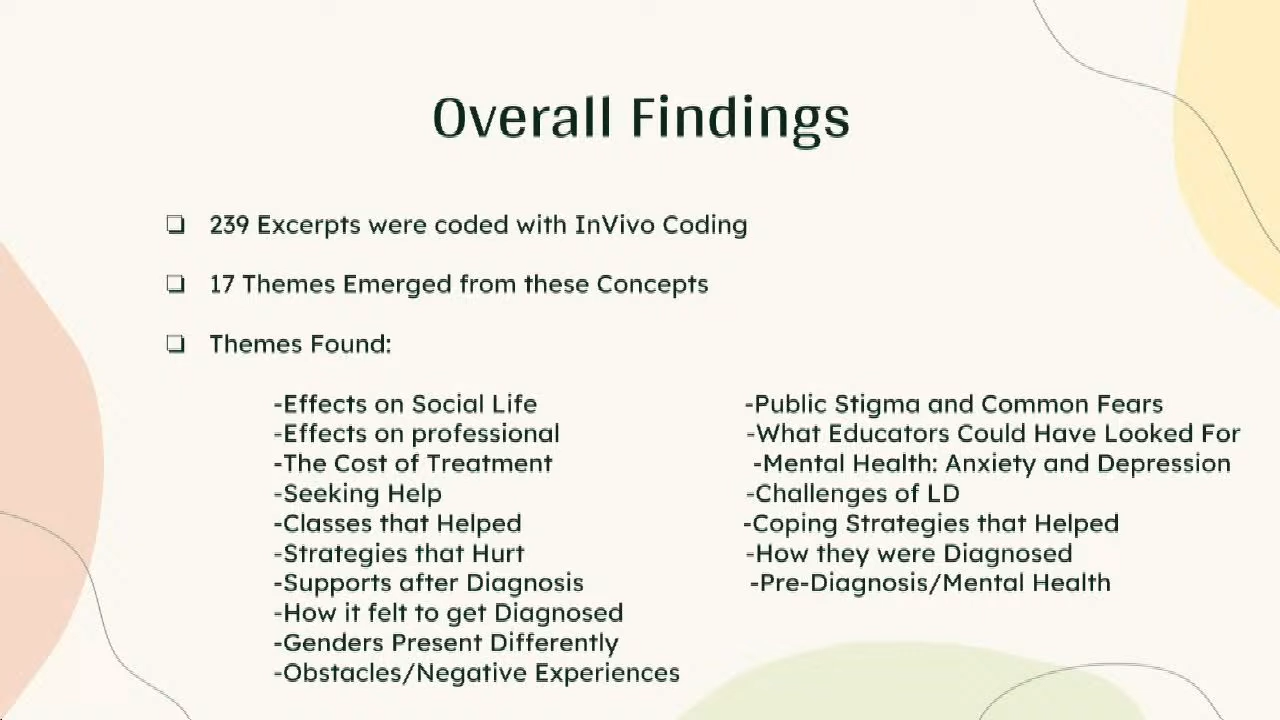 Overall Findings
❏ 239 Excerpts were coded with InVivo Coding
❏ 17 Themes Emerged from these Concepts
❏ Themes Found:
-Effects on Social Life
-Effects on professional
-The Cost of Treatment
-Seeking Help
-Classes that Helped
-Strategies that Hurt
-Supports after Diagnosis
-How it felt to get Diagnosed
-Genders Present Differently
-Obstacles/Negative Experiences
-Public Stigma and Common Fears
-What Educators Could Have Looked For
-Mental Health: Anxiety and Depression
-Challenges of LD
-Coping Strategies that Helped
-How they were Diagnosed
-Pre-Diagnosis/Mental Health